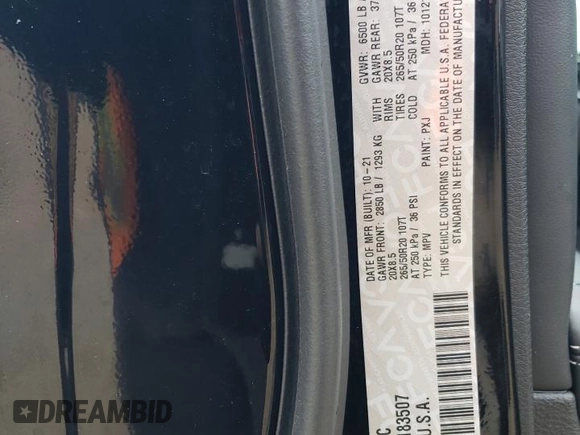 DATE OF MFR (BUILT): 10-21
GVWR: 6500 LB /
GAWR FRONT: 2850 LB / 1293 KG WITH
GAWR REAR: 37
20X8.5 RIMS 20X8.5
265/50R20 107T TIRES 265/50R20 107T
AT 250 kPa / 36 PSI COLD AT 250 kPa / 36
TYPE: MPV PAINT: PXJ MDH: 1012
THIS VEHICLE CONFORMS TO ALL APPLICABLE U.S.A. FEDERA
STANDARDS IN EFFECT ON THE DATE OF MANUFACTU
C
183507
U.S.A.
DREAMBID